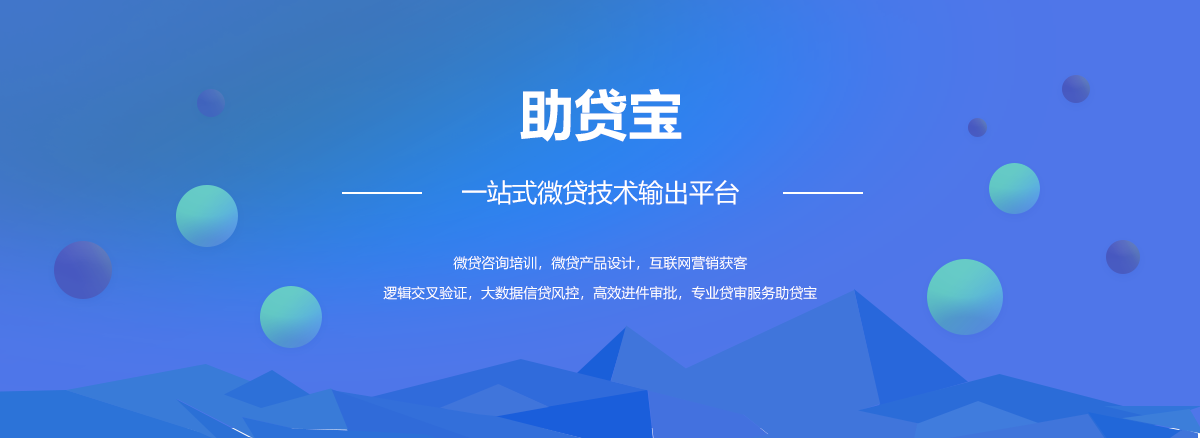 助贷宝
一站式微贷技术输出平台
微贷咨询培训，微贷产品设计，互联网营销获客
逻辑交叉验证，大数据信贷风控，高效进件审批，专业贷审服务助贷宝